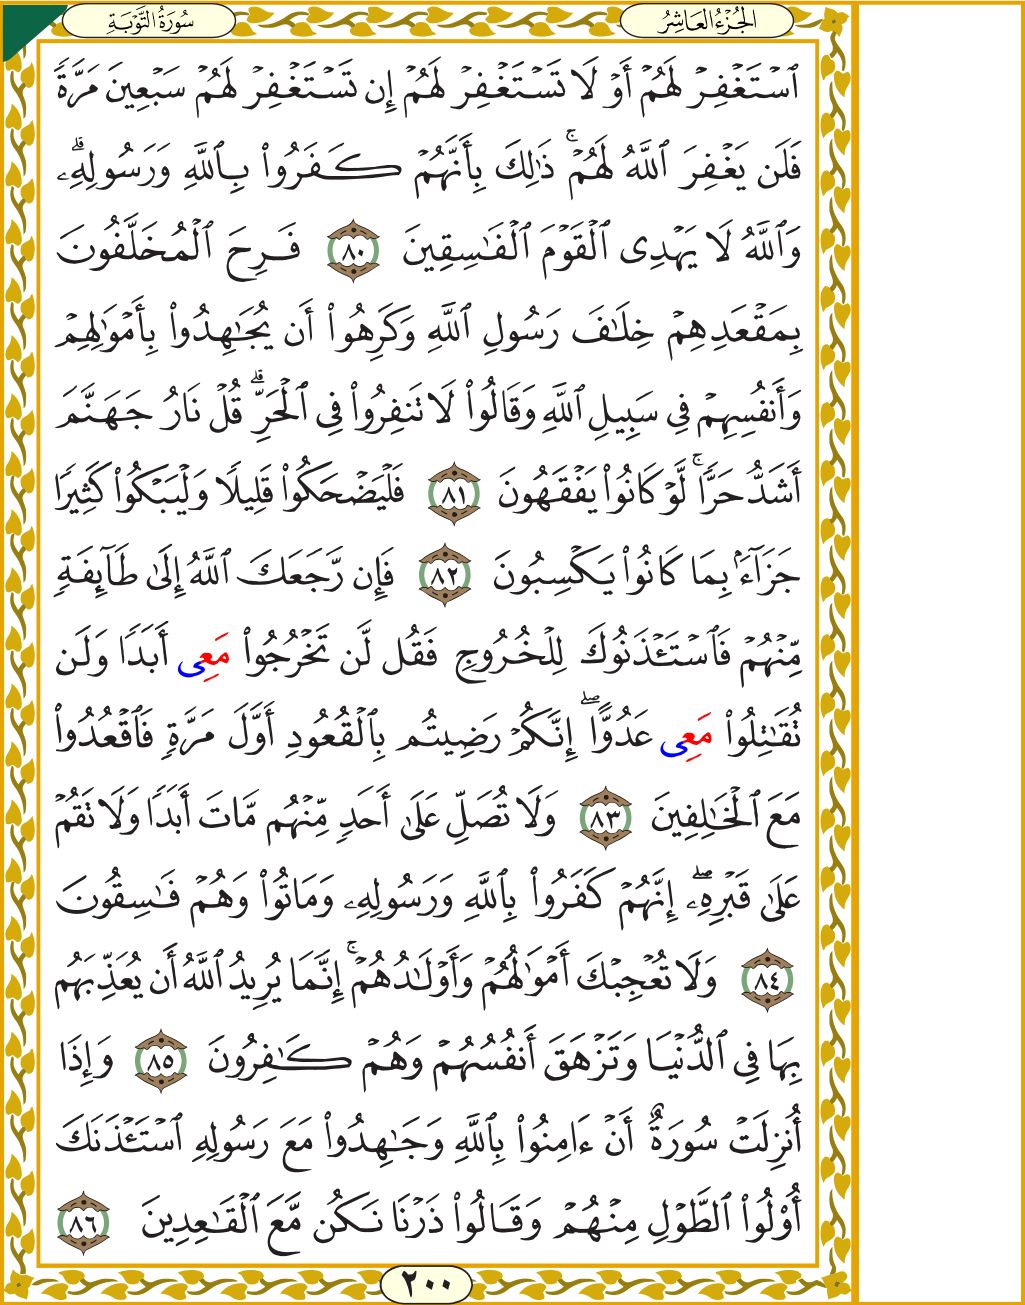 الجُزْءُ العَاشِرُ
سُورَةُ التَّوْبَةِ
ٱسۡتَغۡفِرۡ لَهُمۡ أَوۡ لَا تَسۡتَغۡفِرۡ لَهُمۡ إِن تَسۡتَغۡفِرۡ لَهُمۡ سَبۡعِينَ مَرَّةٗ
فَلَن يَغۡفِرَ ٱللَّهُ لَهُمۡۚ ذَٰلِكَ بِأَنَّهُمۡ كَفَرُواْ بِٱللَّهِ وَرَسُولِهِۦۗ
وَٱللَّهُ لَا يَهۡدِي ٱلۡقَوۡمَ ٱلۡفَٰسِقِينَ ٨٠ فَرِحَ ٱلۡمُخَلَّفُونَ
بِمَقۡعَدِهِمۡ خِلَٰفَ رَسُولِ ٱللَّهِ وَكَرِهُوٓاْ أَن يُجَٰهِدُواْ بِأَمۡوَٰلِهِمۡ
وَأَنفُسِهِمۡ فِي سَبِيلِ ٱللَّهِ وَقَالُواْ لَا تَنفِرُواْ فِي ٱلۡحَرِّۗ قُلۡ نَارُ جَهَنَّمَ
أَشَدُّ حَرّٗاۚ لَّوۡ كَانُواْ يَفۡقَهُونَ ٨١ فَلۡيَضۡحَكُواْ قَلِيلٗا وَلۡيَبۡكُواْ كَثِيرٗا
جَزَآءَۢ بِمَا كَانُواْ يَكۡسِبُونَ ٨٢ فَإِن رَّجَعَكَ ٱللَّهُ إِلَىٰ طَآئِفَةٖ
مِّنۡهُمۡ فَٱسۡتَـٔۡذَنُوكَ لِلۡخُرُوجِ فَقُل لَّن تَخۡرُجُواْ مَعِي أَبَدٗا وَلَن
تُقَٰتِلُواْ مَعِي عَدُوًّاۖ إِنَّكُمۡ رَضِيتُم بِٱلۡقُعُودِ أَوَّلَ مَرَّةٖ فَٱقۡعُدُواْ
مَعَ ٱلۡخَٰلِفِينَ ٨٣ وَلَا تُصَلِّ عَلَىٰٓ أَحَدٖ مِّنۡهُم مَّاتَ أَبَدٗا وَلَا تَقُمۡ
عَلَىٰ قَبۡرِهِۦٓۖ إِنَّهُمۡ كَفَرُواْ بِٱللَّهِ وَرَسُولِهِۦ وَمَاتُواْ وَهُمۡ فَٰسِقُونَ
٨٤ وَلَا تُعۡجِبۡكَ أَمۡوَٰلُهُمۡ وَأَوۡلَٰدُهُمۡۚ إِنَّمَا يُرِيدُ ٱللَّهُ أَن يُعَذِّبَهُم
بِهَا فِي ٱلدُّنۡيَا وَتَزۡهَقَ أَنفُسُهُمۡ وَهُمۡ كَٰفِرُونَ ٨٥ وَإِذَآ
أُنزِلَتۡ سُورَةٌ أَنۡ ءَامِنُواْ بِٱللَّهِ وَجَٰهِدُواْ مَعَ رَسُولِهِ ٱسۡتَـٔۡذَنَكَ
أُوْلُواْ ٱلطَّوۡلِ مِنۡهُمۡ وَقَالُواْ ذَرۡنَا نَكُن مَّعَ ٱلۡقَٰعِدِينَ ٨٦
٢٠٠